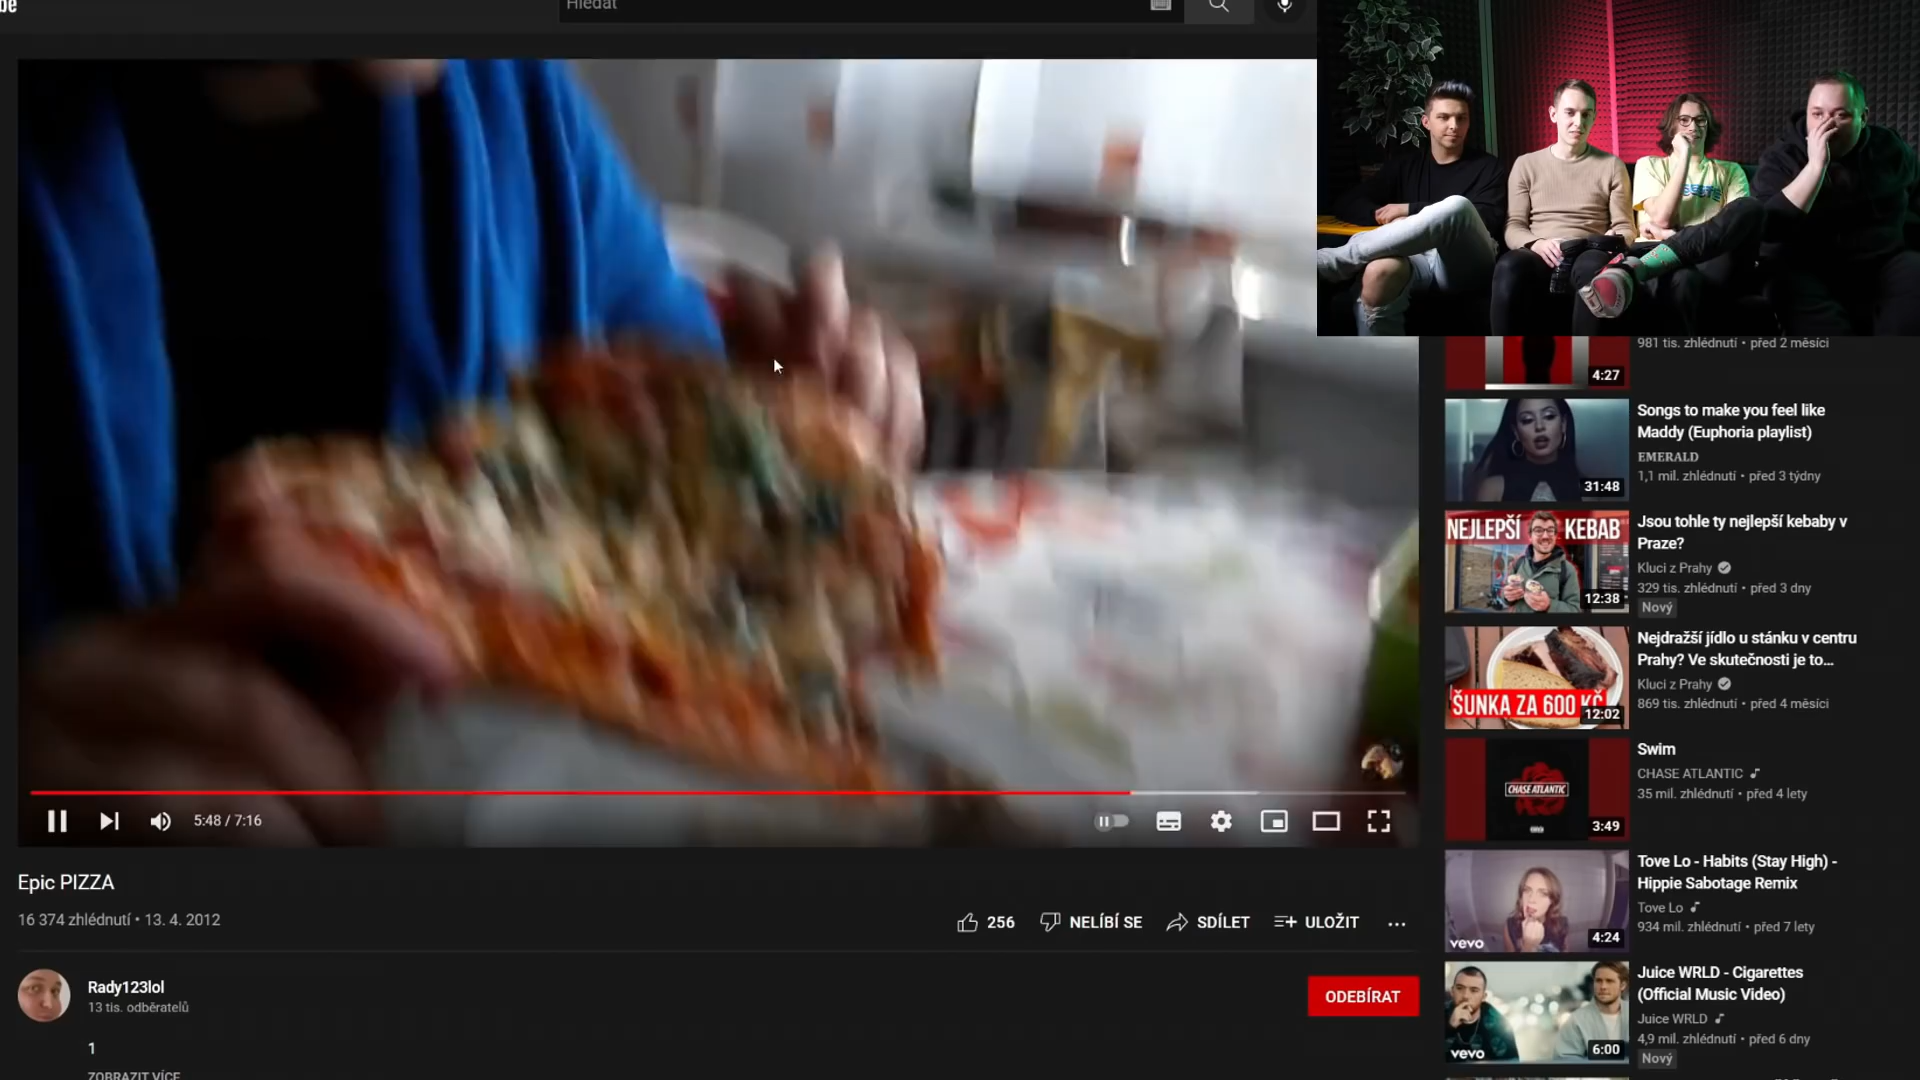 be
Hledat
5:48 / 7:16
Epic PIZZA
16 374 zhlédnutí • 13. 4. 2012
256
NELÍBÍ SE
SDÍLET
ULOŽIT
Rady123lol
13 tis. odběratelů
ODEBÍRAT
1
ZOBRAZIT VÍCE
981 tis. zhlédnutí • před 2 měsíci
4:27
Songs to make you feel like
Maddy (Euphoria playlist)
EMERALD
1,1 mil. zhlédnutí • před 3 týdny
31:48
NEJLEPŠÍ KEBAB
12:38
Jsou tohle ty nejlepší kebaby v
Praze?
Kluci z Prahy
329 tis. zhlédnutí • před 3 dny
Nový
ŠUNKA ZA 600 KČ
12:02
Nejdražší jídlo u stánku v centru
Prahy? Ve skutečnosti je to...
Kluci z Prahy
869 tis. zhlédnutí • před 4 měsíci
CHASE ATLANTIC
3:49
Swim
CHASE ATLANTIC
35 mil. zhlédnutí • před 4 lety
vevo
4:24
Tove Lo - Habits (Stay High) -
Hippie Sabotage Remix
Tove Lo
934 mil. zhlédnutí • před 7 lety
vevo
6:00
Juice WRLD - Cigarettes
(Official Music Video)
Juice WRLD
4,9 mil. zhlédnutí • před 6 dny
Nový